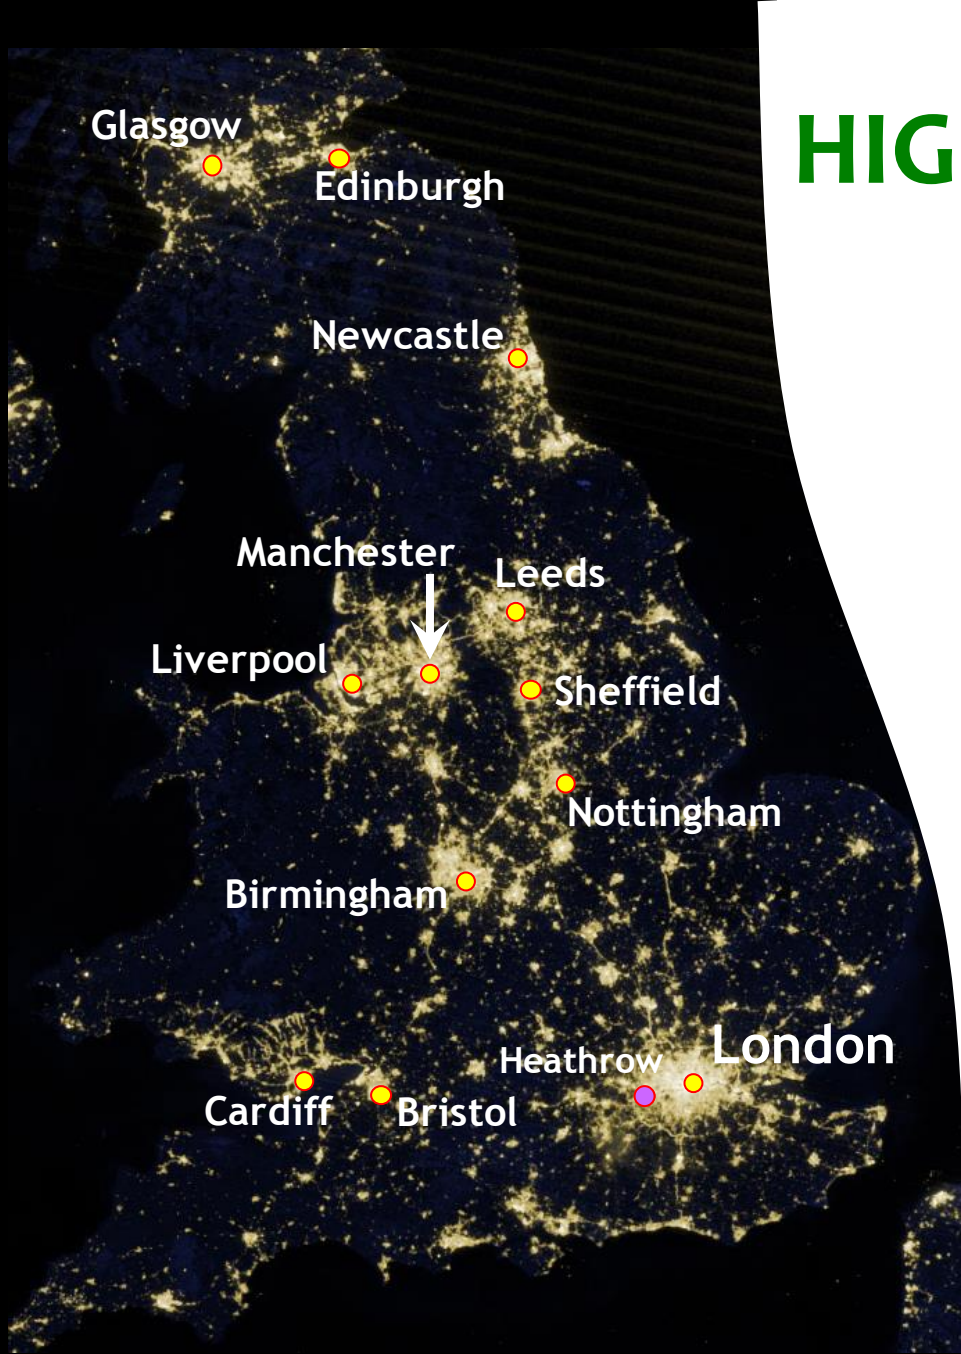 HIG
Glasgow
Edinburgh
Newcastle
Manchester
Leeds
Liverpool
Sheffield
Nottingham
Birmingham
London
Heathrow
Cardiff
Bristol